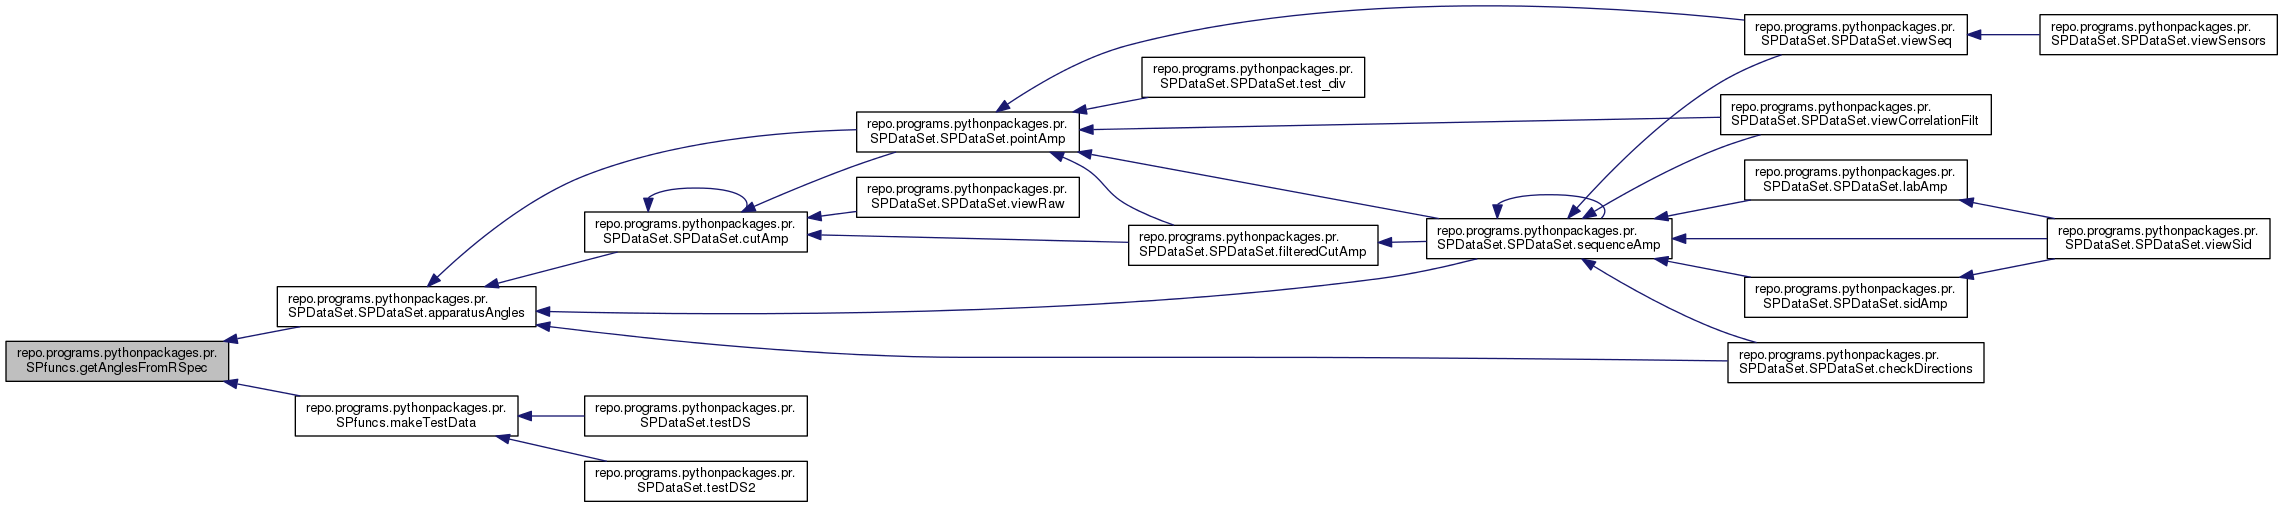 repo.programs.pythonpackages.pr.
SPfuncs.getAnglesFromRSpec
repo.programs.pythonpackages.pr.
SPDataSet.SPDataSet.apparatusAngles
repo.programs.pythonpackages.pr.
SPfuncs.makeTestData
repo.programs.pythonpackages.pr.
SPDataSet.SPDataSet.cutAmp
repo.programs.pythonpackages.pr.
SPDataSet.testDS
repo.programs.pythonpackages.pr.
SPDataSet.testDS2
repo.programs.pythonpackages.pr.
SPDataSet.SPDataSet.pointAmp
repo.programs.pythonpackages.pr.
SPDataSet.SPDataSet.viewRaw
repo.programs.pythonpackages.pr.
SPDataSet.SPDataSet.test_div
repo.programs.pythonpackages.pr.
SPDataSet.SPDataSet.filteredCutAmp
repo.programs.pythonpackages.pr.
SPDataSet.SPDataSet.sequenceAmp
repo.programs.pythonpackages.pr.
SPDataSet.SPDataSet.viewSeq
repo.programs.pythonpackages.pr.
SPDataSet.SPDataSet.viewCorrelationFilt
repo.programs.pythonpackages.pr.
SPDataSet.SPDataSet.labAmp
repo.programs.pythonpackages.pr.
SPDataSet.SPDataSet.sidAmp
repo.programs.pythonpackages.pr.
SPDataSet.SPDataSet.checkDirections
repo.programs.pythonpackages.pr.
SPDataSet.SPDataSet.viewSensors
repo.programs.pythonpackages.pr.
SPDataSet.SPDataSet.viewSid